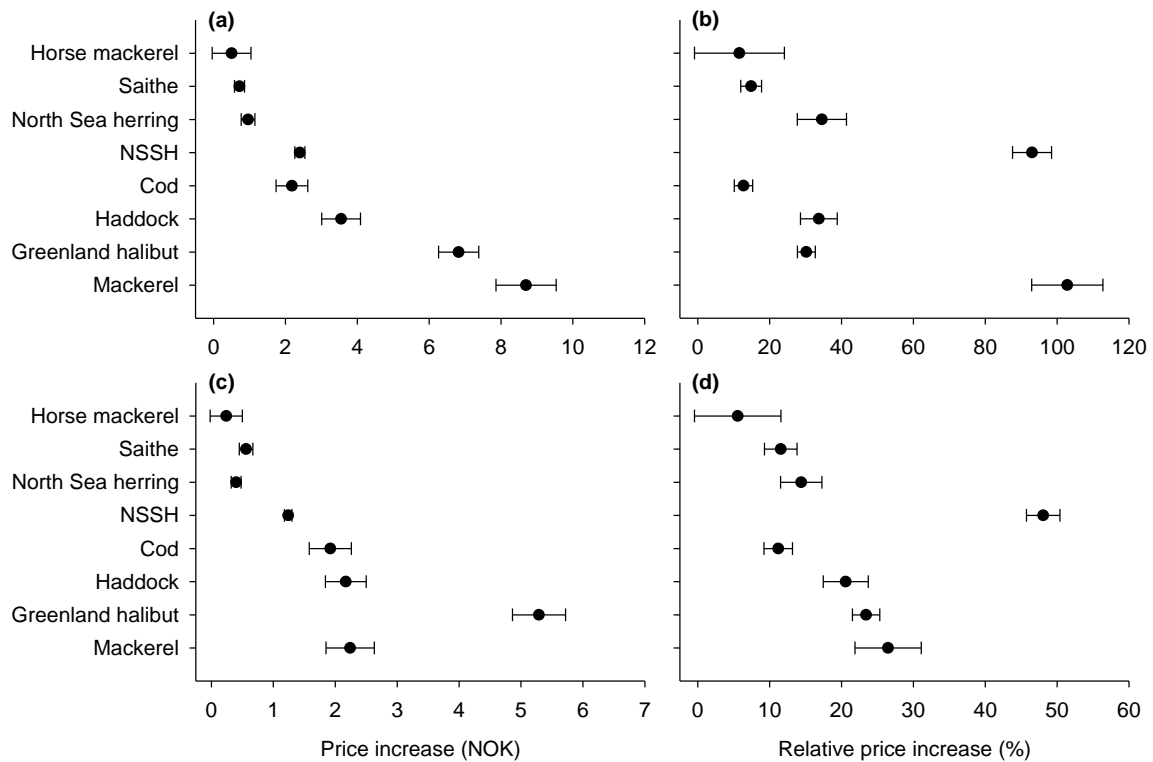 (a) (b)
Horse mackerel
Saithe
North Sea herring
NSSH
Cod
Haddock
Greenland halibut
Mackerel
0 2 4 6 8 10 12 0 20 40 60 80 100 120
(c) (d)
Horse mackerel
Saithe
North Sea herring
NSSH
Cod
Haddock
Greenland halibut
Mackerel
0 1 2 3 4 5 6 7 0 10 20 30 40 50 60
Price increase (NOK) Relative price increase (%)